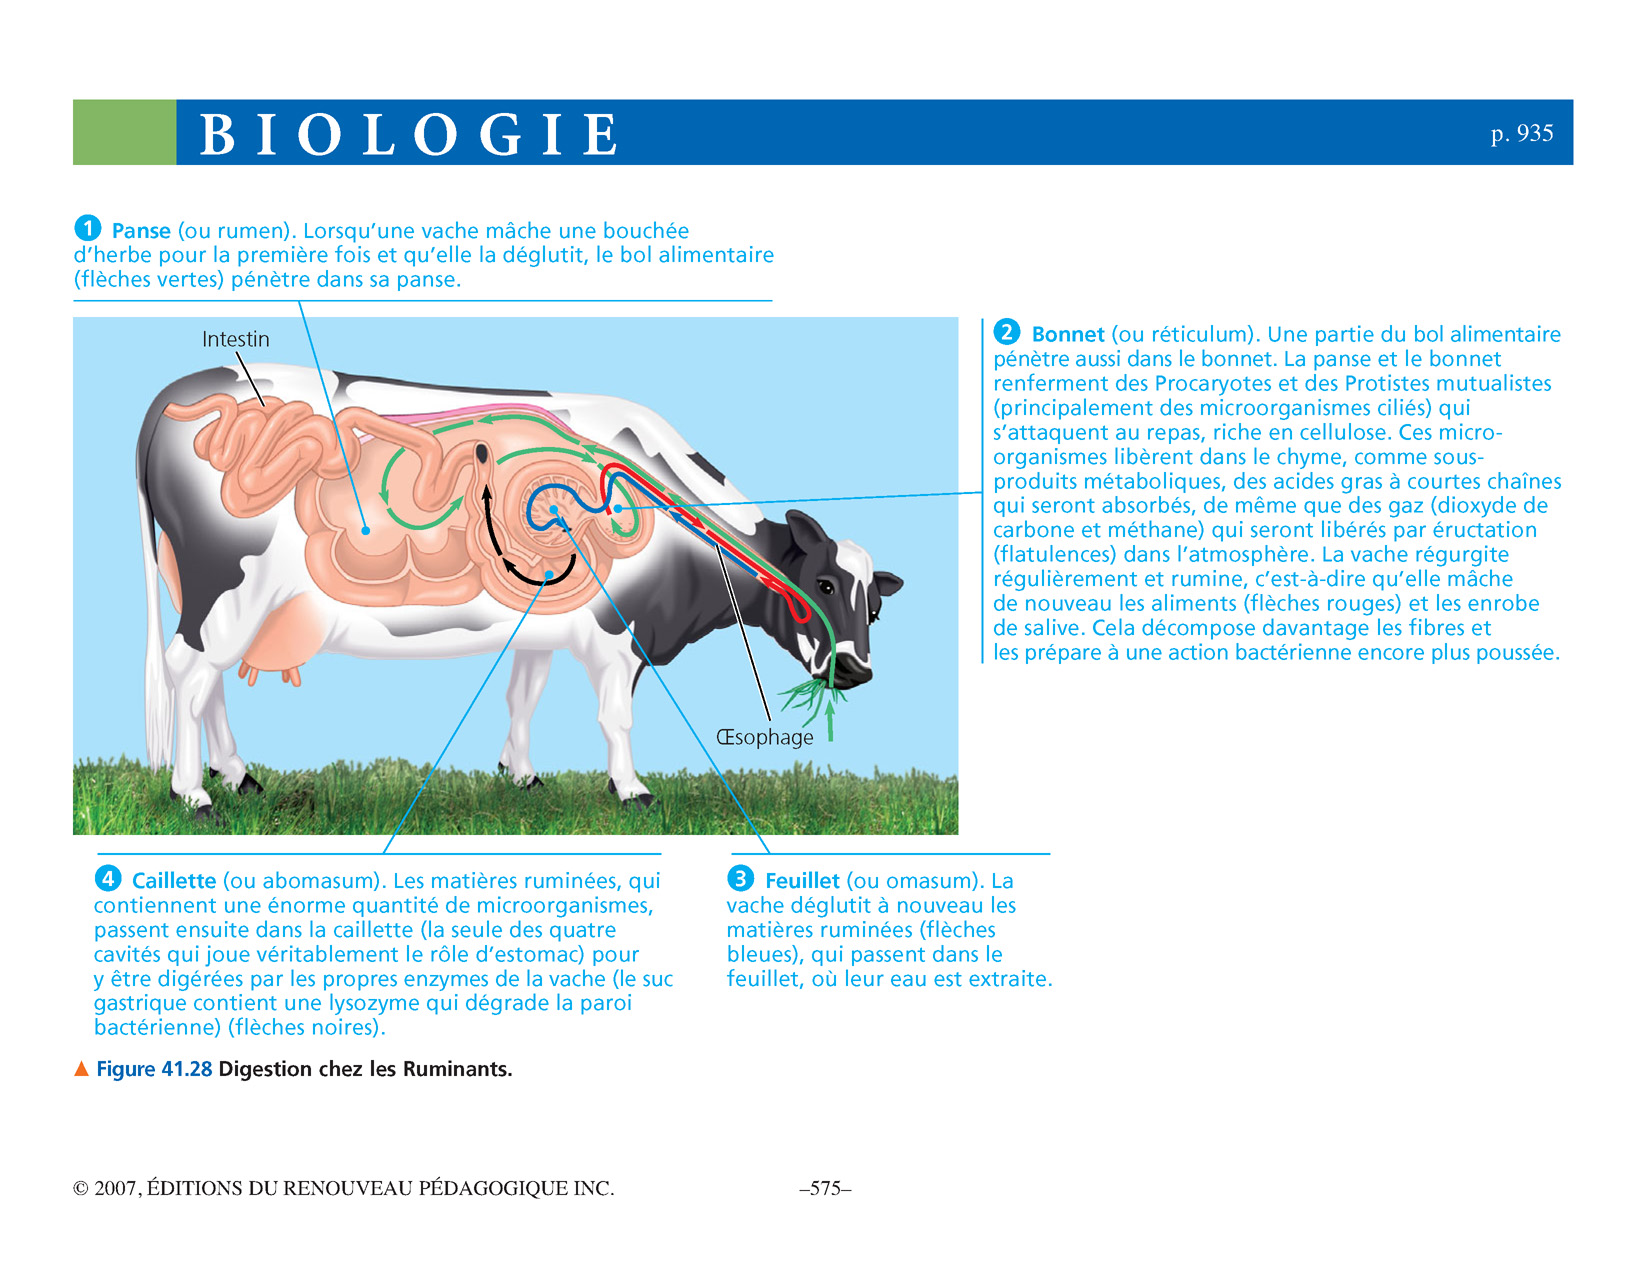 BIOLOGIE
p. 935
1 Panse (ou rumen). Lorsqu’une vache mâche une bouchée
d’herbe pour la première fois et qu’elle la déglutit, le bol alimentaire
(flèches vertes) pénètre dans sa panse.
Intestin
2 Bonnet (ou réticulum). Une partie du bol alimentaire
pénètre aussi dans le bonnet. La panse et le bonnet
renferment des Procaryotes et des Protistes mutualistes
(principalement des microorganismes ciliés) qui
s’attaquent au repas, riche en cellulose. Ces micro-
organismes libèrent dans le chyme, comme sous-
produits métaboliques, des acides gras à courtes chaînes
qui seront absorbés, de même que des gaz (dioxyde de
carbone et méthane) qui seront libérés par éructation
(flatulences) dans l’atmosphère. La vache régurgite
régulièrement et rumine, c’est-à-dire qu’elle mâche
de nouveau les aliments (flèches rouges) et les enrobe
de salive. Cela décompose davantage les fibres et
les prépare à une action bactérienne encore plus poussée.
Œsophage
4 Caillette (ou abomasum). Les matières ruminées, qui
contiennent une énorme quantité de microorganismes,
passent ensuite dans la caillette (la seule des quatre
cavités qui joue véritablement le rôle d’estomac) pour
y être digérées par les propres enzymes de la vache (le suc
gastrique contient une lysozyme qui dégrade la paroi
bactérienne) (flèches noires).
3 Feuillet (ou omasum). La
vache déglutit à nouveau les
matières ruminées (flèches
bleues), qui passent dans le
feuillet, où leur eau est extraite.
▲ Figure 41.28 Digestion chez les Ruminants.
© 2007, ÉDITIONS DU RENOUVEAU PÉDAGOGIQUE INC.
–575–